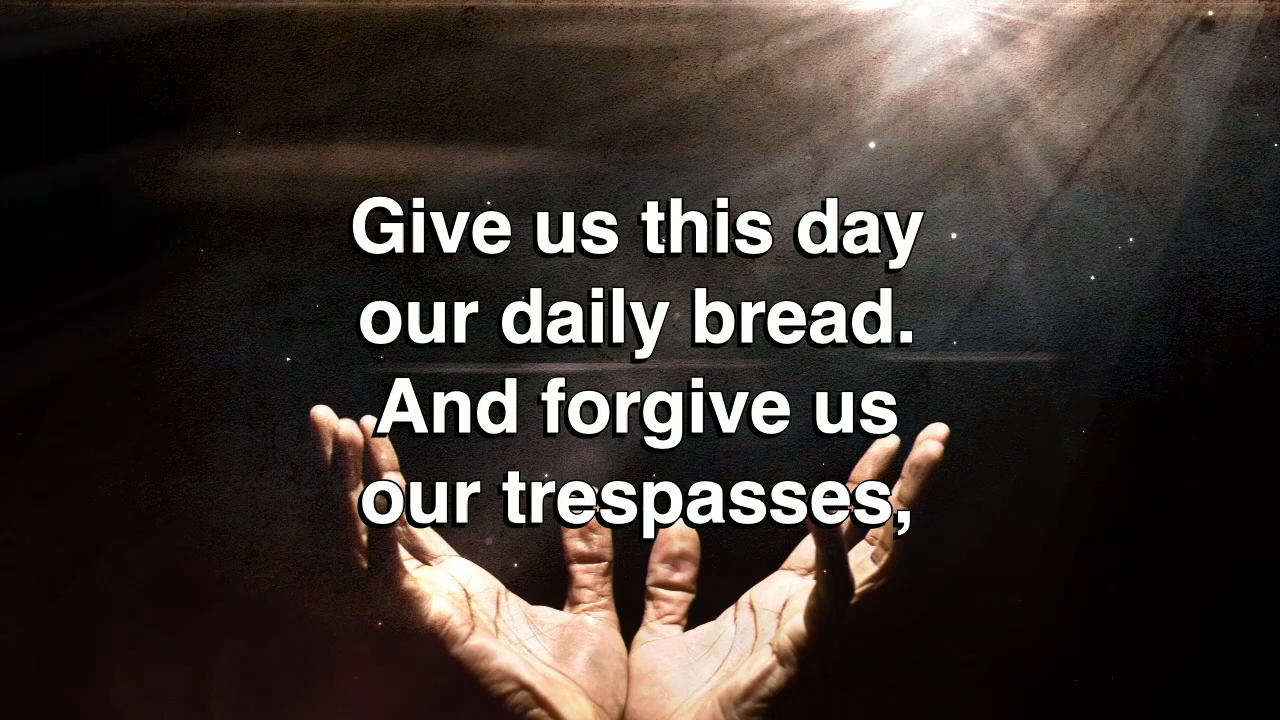 Give us this day
our daily bread.
And forgive us
our trespasses,